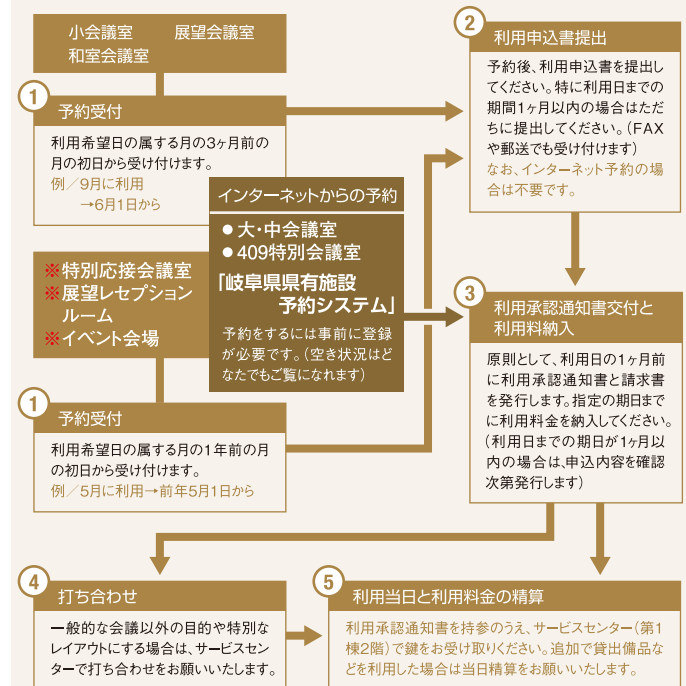 小会議室　展望会議室
和室会議室
1
予約受付
利用希望日の属する月の3ヶ月前の
月の初日から受け付けます。
例／9月に利用
→6月1日から
※特別応接会議室
※展望レセプション
ルーム
※イベント会場
1
予約受付
利用希望日の属する月の1年前の月
の初日から受け付けます。
例／5月に利用→前年5月1日から
インターネットからの予約
●大・中会議室
●409特別会議室
「岐阜県県有施設
予約システム」
予約をするには事前に登録
が必要です。（空き状況はど
なたでもご覧になれます）
2
利用申込書提出
予約後、利用申込書を提出し
てください。特に利用日までの
期間1ヶ月以内の場合はただ
ちに提出してください。（FAX
や郵送でも受け付けます）
なお、インターネット予約の場
合は不要です。
3
利用承認通知書交付と
利用料納入
原則として、利用日の1ヶ月前
に利用承認通知書と請求書
を発行します。指定の期日まで
に利用料金を納入してください。
（利用日までの期日が1ヶ月以
内の場合は、申込内容を確認
次第発行します）
4
打ち合わせ
一般的な会議以外の目的や特別な
レイアウトにする場合は、サービスセン
ターで打ち合わせをお願いいたします。
5
利用当日と利用料金の精算
利用承認通知書を持参のうえ、サービスセンター（第1
棟2階）で鍵をお受け取りください。追加で貸出備品な
どを利用した場合は当日精算をお願いいたします。